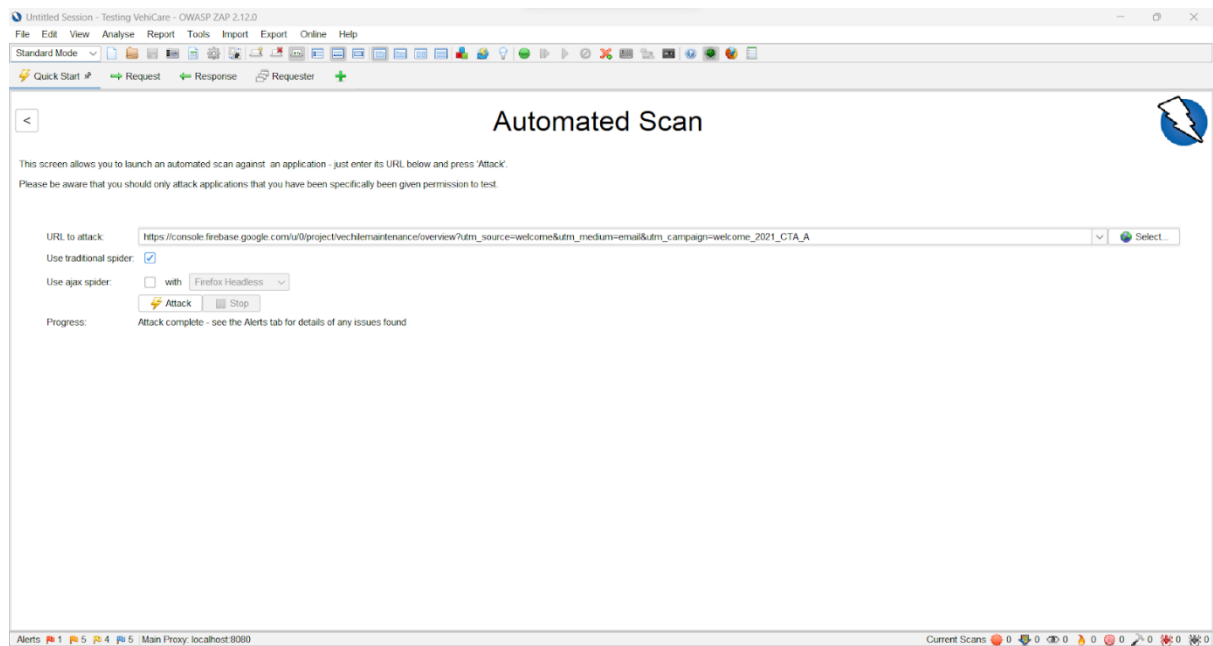 Untitled Session - Testing VehiCare - OWASP ZAP 2.12.0
File Edit View Analyse Report Tools Import Export Online Help
Standard Mode
Quick Start Request Response Requester
<
Automated Scan
This screen allows you to launch an automated scan against an application - just enter its URL below and press 'Attack'.
Please be aware that you should only attack applications that you have been specifically been given permission to test.
URL to attack: https://console.firebase.google.com/u/0/project/vechilemaintenance/overview?utm_source=welcome&utm_medium=email&utm_campaign=welcome_2021_CTA_A Select...
Use traditional spider:
Use ajax spider: with Firefox Headless
Attack Stop
Progress: Attack complete - see the Alerts tab for details of any issues found
Alerts 1 5 4 5 Main Proxy: localhost:8080 Current Scans 0 0 0 0 0 0 0 0